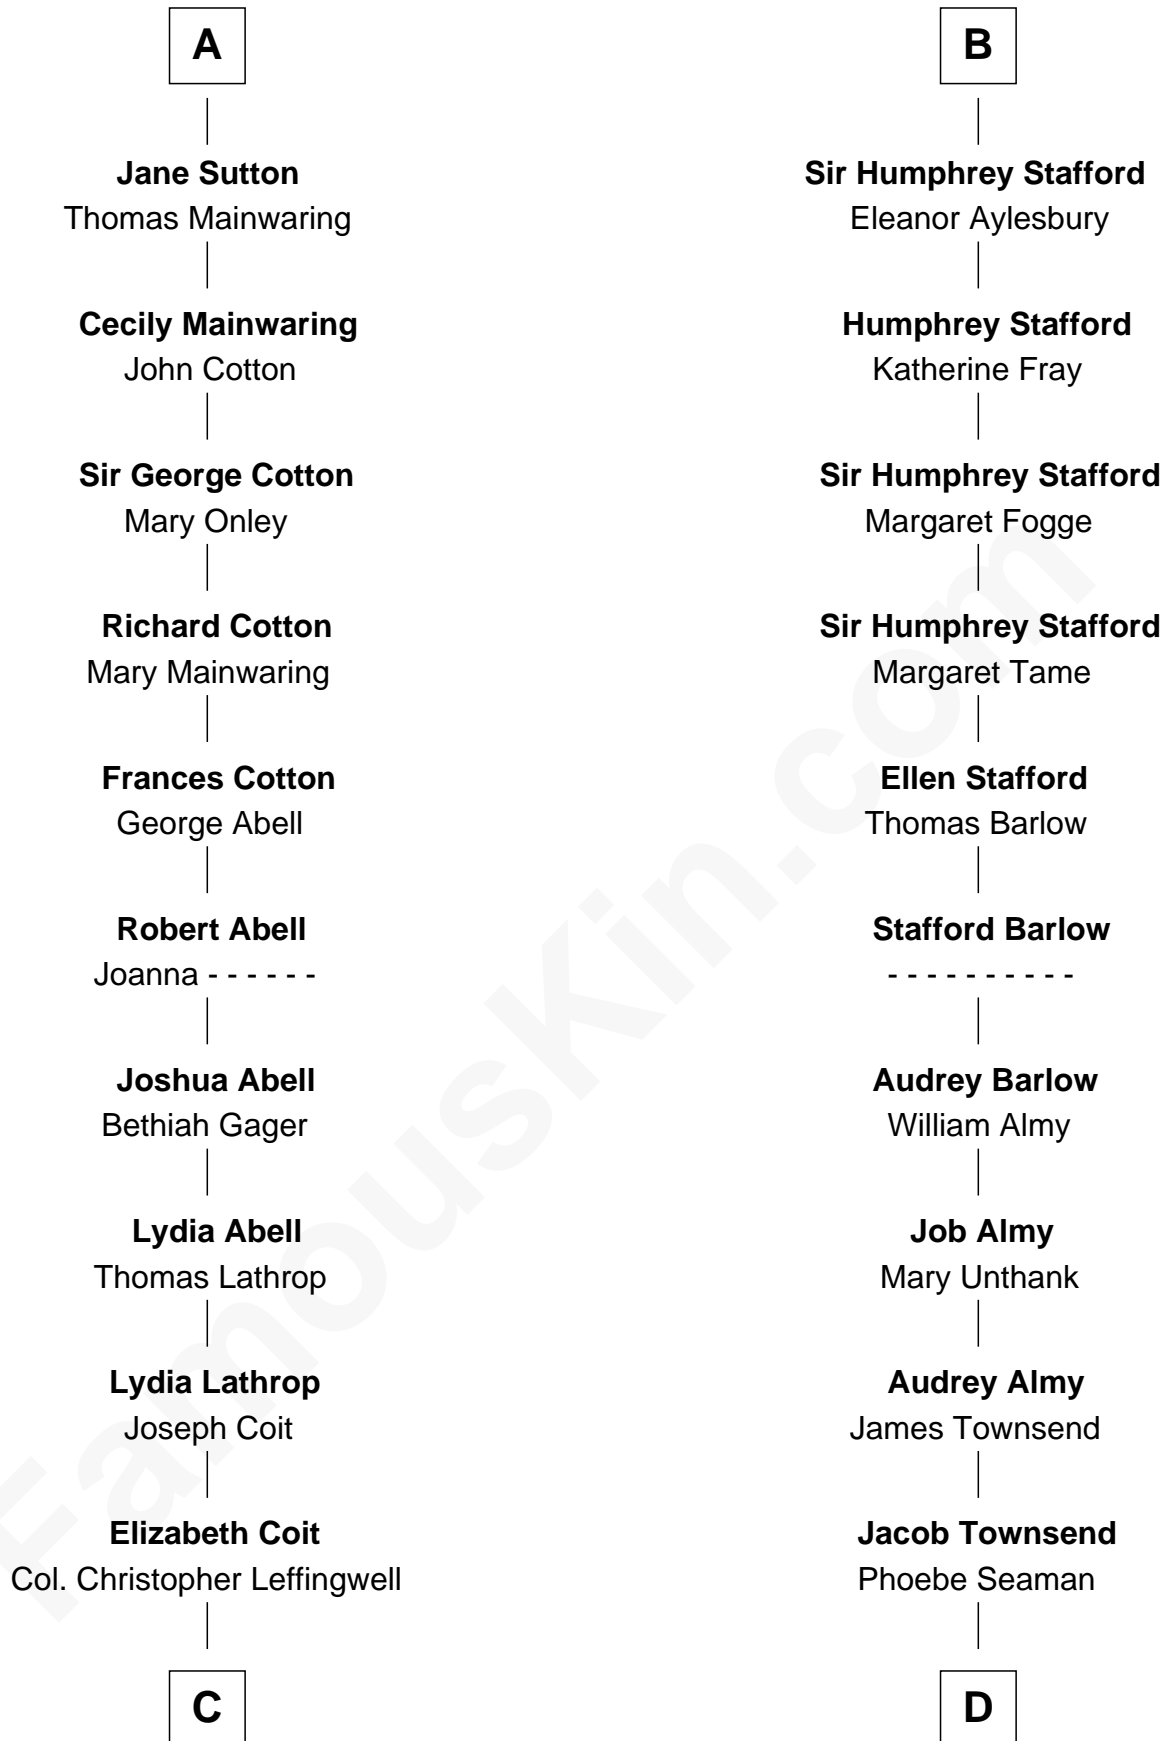 A
Jane Sutton
Thomas Mainwaring
Cecily Mainwaring
John Cotton
Sir George Cotton
Mary Onley
Richard Cotton
Mary Mainwaring
Frances Cotton
George Abell
Robert Abell
Joanna - - - - - -
Joshua Abell
Bethiah Gager
Lydia Abell
Thomas Lathrop
Lydia Lathrop
Joseph Coit
Elizabeth Coit
Col. Christopher Leffingwell
C
B
Sir Humphrey Stafford
Eleanor Aylesbury
Humphrey Stafford
Katherine Fray
Sir Humphrey Stafford
Margaret Fogge
Sir Humphrey Stafford
Margaret Tame
Ellen Stafford
Thomas Barlow
Stafford Barlow
- - - - - - - - - -
Audrey Barlow
William Almy
Job Almy
Mary Unthank
Audrey Almy
James Townsend
Jacob Townsend
Phoebe Seaman
D
FamousKin.com